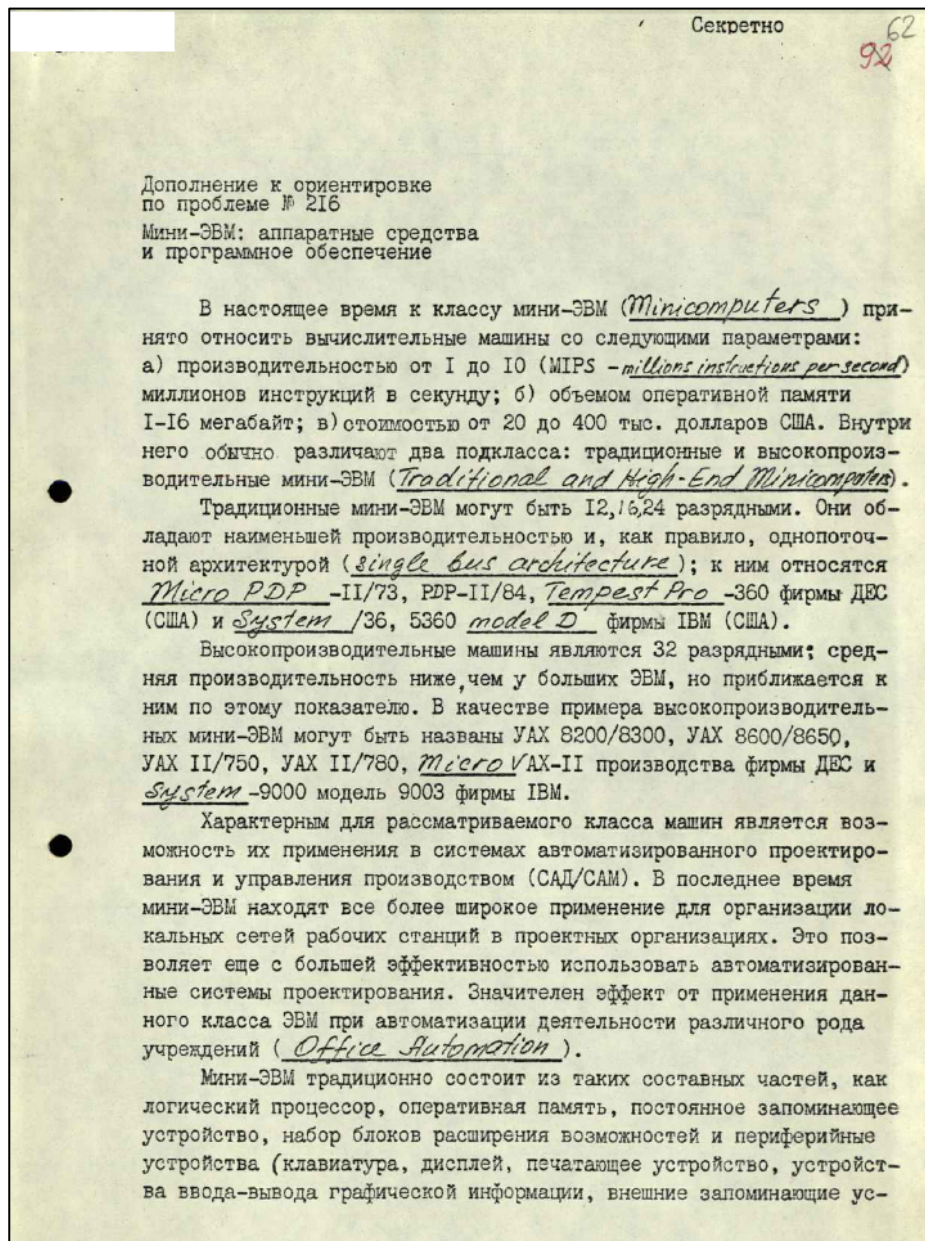 Секретно
62
92
Дополнение к ориентировке
по проблеме № 216
Мини-ЭВМ: аппаратные средства
и программное обеспечение
В настоящее время к классу мини-ЭВМ (Minicomputers) при-
нято относить вычислительные машины со следующими параметрами:
а) производительностью от I до IO (MIPS - millions instructions per second)
миллионов инструкций в секунду; б) объемом оперативной памяти
I-I6 мегабайт; в) стоимостью от 20 до 400 тыс. долларов США. Внутри
него обычно различают два подкласса: традиционные и высокопроиз-
водительные мини-ЭВМ (Traditional and High-End Minicomputers).
Традиционные мини-ЭВМ могут быть I2,16,24 разрядными. Они об-
ладают наименьшей производительностью и, как правило, однопоточ-
ной архитектурой (single bus architecture); к ним относятся
Micro PDP -II/73, PDP-II/84, Tempest Pro -360 фирмы ДЕС
(США) и System /36, 5360 model D фирмы IBM (США).
Высокопроизводительные машины являются 32 разрядными; сред-
няя производительность ниже, чем у больших ЭВМ, но приближается к
ним по этому показателю. В качестве примера высокопроизводитель-
ных мини-ЭВМ могут быть названы УАХ 8200/8300, УАХ 8600/8650,
УАХ II/750, УАХ II/780, Micro VАХ-II производства фирмы ДЕС и
System -9000 модель 9003 фирмы IBM.
Характерным для рассматриваемого класса машин является воз-
можность их применения в системах автоматизированного проектиро-
вания и управления производством (САД/САМ). В последнее время
мини-ЭВМ находят все более широкое применение для организации ло-
кальных сетей рабочих станций в проектных организациях. Это поз-
воляет еще с большей эффективностью использовать автоматизирован-
ные системы проектирования. Значителен эффект от применения дан-
ного класса ЭВМ при автоматизации деятельности различного рода
учреждений (Office Automation).
Мини-ЭВМ традиционно состоит из таких составных частей, как
логический процессор, оперативная память, постоянное запоминающее
устройство, набор блоков расширения возможностей и периферийные
устройства (клавиатура, дисплей, печатающее устройство, устройст-
ва ввода-вывода графической информации, внешние запоминающие ус-